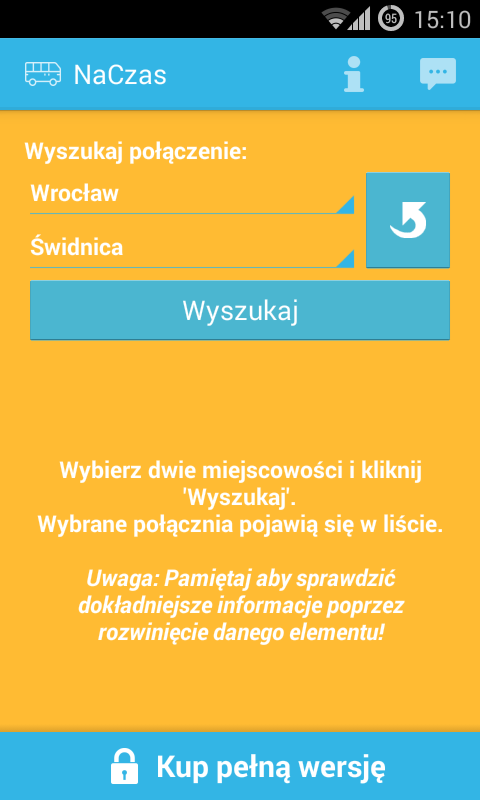 95 15:10
NaCzas
Wyszukaj połączenie:
Wrocław
Świdnica
Wyszukaj
Wybierz dwie miejscowości i kliknij
'Wyszukaj'.
Wybrane połącznia pojawią się w liście.
Uwaga: Pamiętaj aby sprawdzić
dokładniejsze informacje poprzez
rozwinięcie danego elementu!
Kup pełną wersję